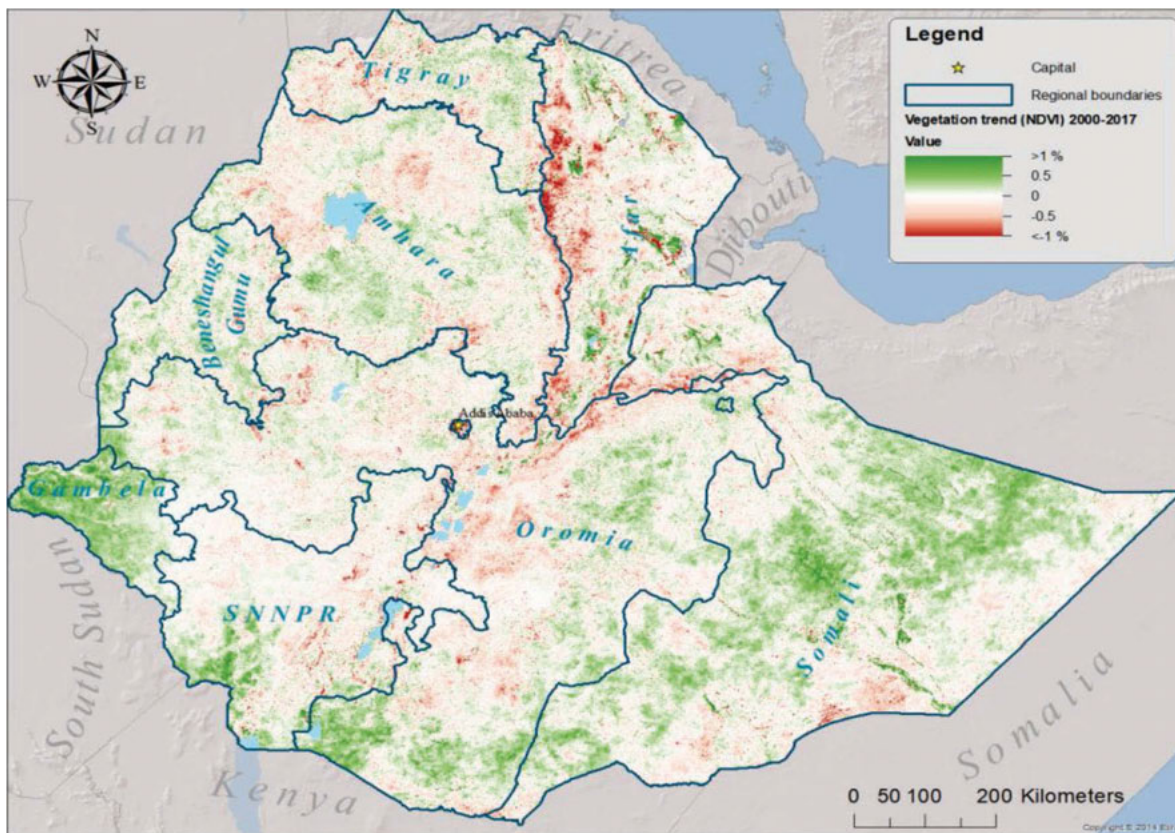 N
W E
S
Sudan
Eritrea
Djibouti
Tigray
Amhara
Afar
Beneshangul
Gumu
Addis Ababa
Gambela
Oromia
SNNPR
Somali
South Sudan
Kenya
Somalia
Legend
Capital
Regional boundaries
Vegetation trend (NDVI) 2000-2017
Value
>1 %
0.5
0
-0.5
<-1 %
0 50 100 200 Kilometers
Copyright © 2014